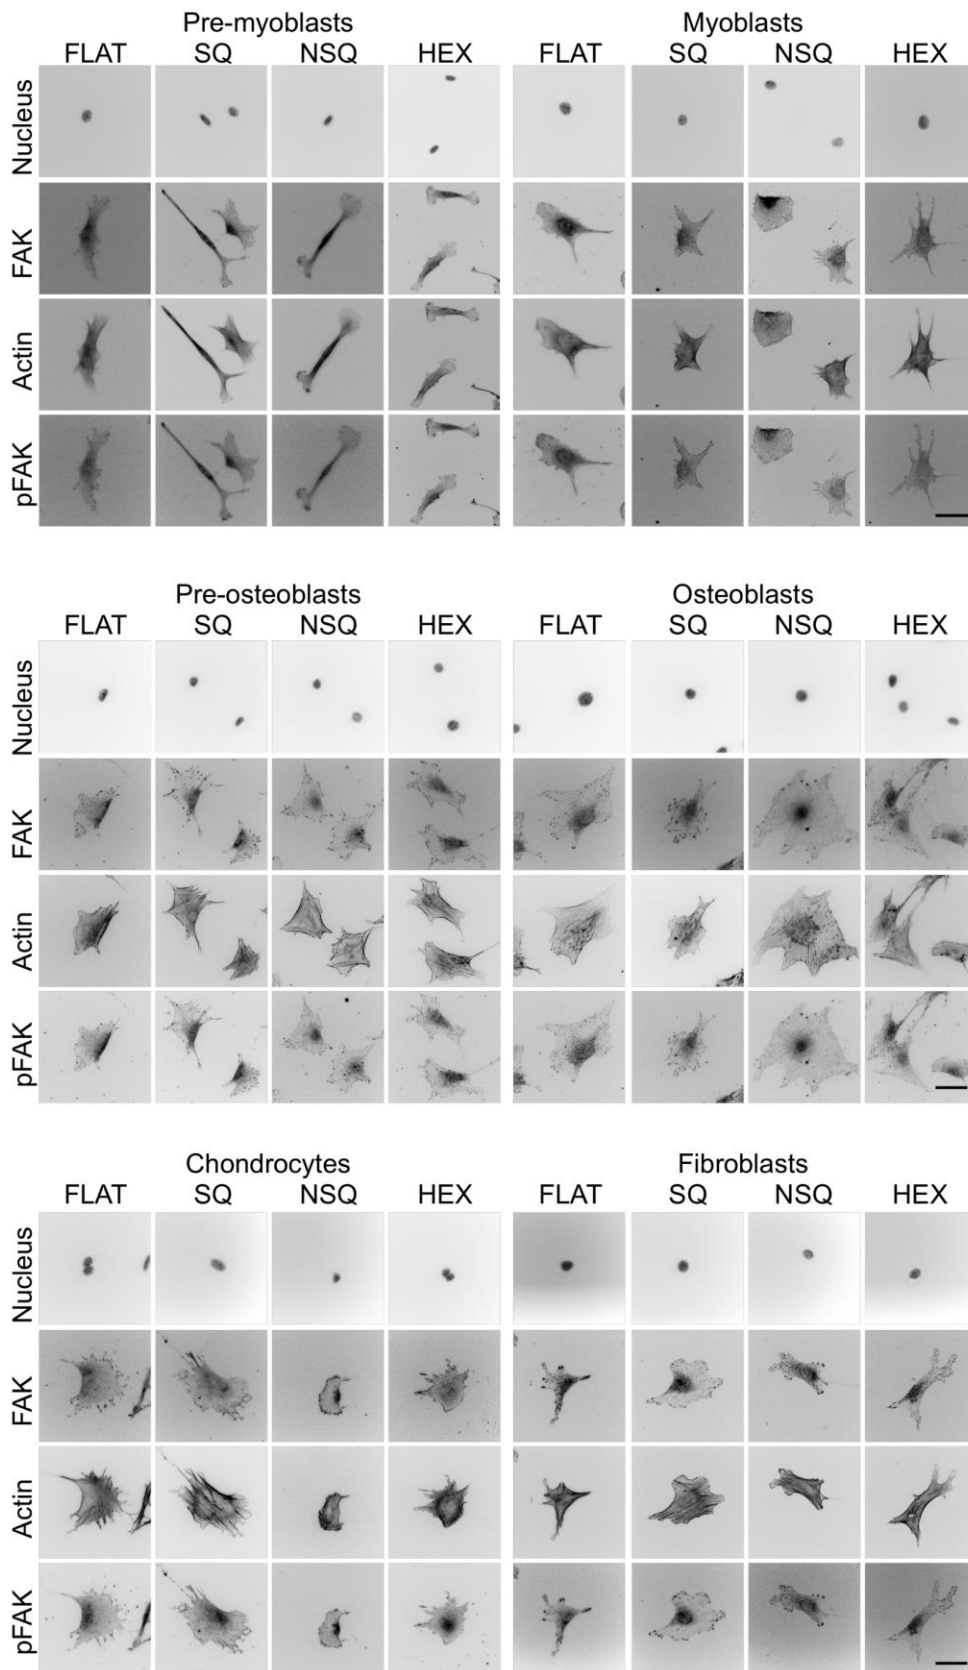 Pre-myoblasts Myoblasts
FLAT SQ NSQ HEX FLAT SQ NSQ HEX
Nucleus
FAK
Actin
pFAK
Pre-osteoblasts Osteoblasts
FLAT SQ NSQ HEX FLAT SQ NSQ HEX
Nucleus
FAK
Actin
pFAK
Chondrocytes Fibroblasts
FLAT SQ NSQ HEX FLAT SQ NSQ HEX
Nucleus
FAK
Actin
pFAK